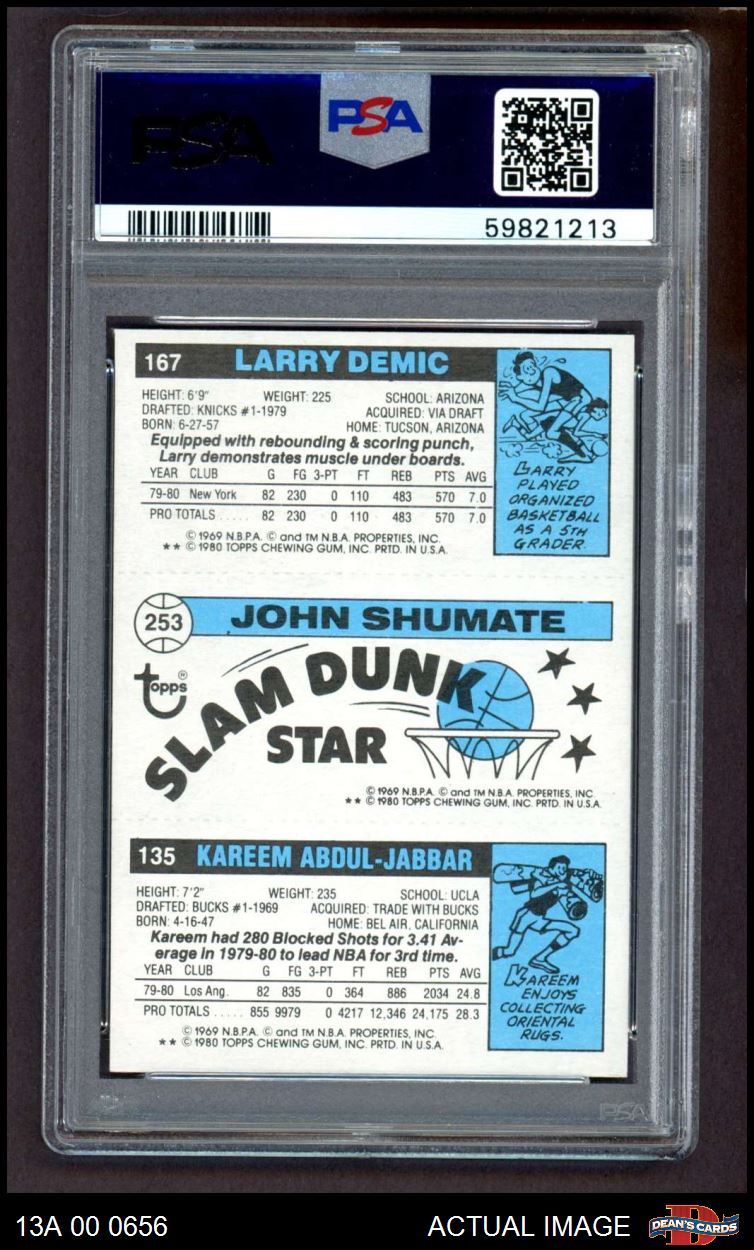 PSA
PSA
59821213
167 LARRY DEMIC
HEIGHT: 6'9" WEIGHT: 225 SCHOOL: ARIZONA
DRAFTED: KNICKS #1-1979 ACQUIRED: VIA DRAFT
BORN: 6-27-57 HOME: TUCSON, ARIZONA
Equipped with rebounding & scoring punch,
Larry demonstrates muscle under boards.
YEAR CLUB G FG 3-PT FT REB PTS AVG
79-80 New York 82 230 0 110 483 570 7.0
PRO TOTALS ..... 82 230 0 110 483 570 7.0
© 1969 N.B.P.A. © and TM N.B.A. PROPERTIES, INC.
** © 1980 TOPPS CHEWING GUM, INC. PRTD. IN U.S.A.
LARRY
PLAYED
ORGANIZED
BASKETBALL
AS A 5TH
GRADER.
253 JOHN SHUMATE
Topps®
SLAM DUNK
STAR
© 1969 N.B.P.A. © and TM N.B.A. PROPERTIES, INC.
** © 1980 TOPPS CHEWING GUM, INC. PRTD. IN U.S.A.
135 KAREEM ABDUL-JABBAR
HEIGHT: 7'2" WEIGHT: 235 SCHOOL: UCLA
DRAFTED: BUCKS #1-1969 ACQUIRED: TRADE WITH BUCKS
BORN: 4-16-47 HOME: BEL AIR, CALIFORNIA
Kareem had 280 Blocked Shots for 3.41 Av-
erage in 1979-80 to lead NBA for 3rd time.
YEAR CLUB G FG 3-PT FT REB PTS AVG
79-80 Los Ang. 82 835 0 364 886 2034 24.8
PRO TOTALS ..... 855 9979 0 4217 12,346 24,175 28.3
© 1969 N.B.P.A. © and TM N.B.A. PROPERTIES, INC.
** © 1980 TOPPS CHEWING GUM, INC. PRTD. IN U.S.A.
KAREEM
ENJOYS
COLLECTING
ORIENTAL
RUGS.
PSA
13A 00 0656 ACTUAL IMAGE DEAN'S CARDS